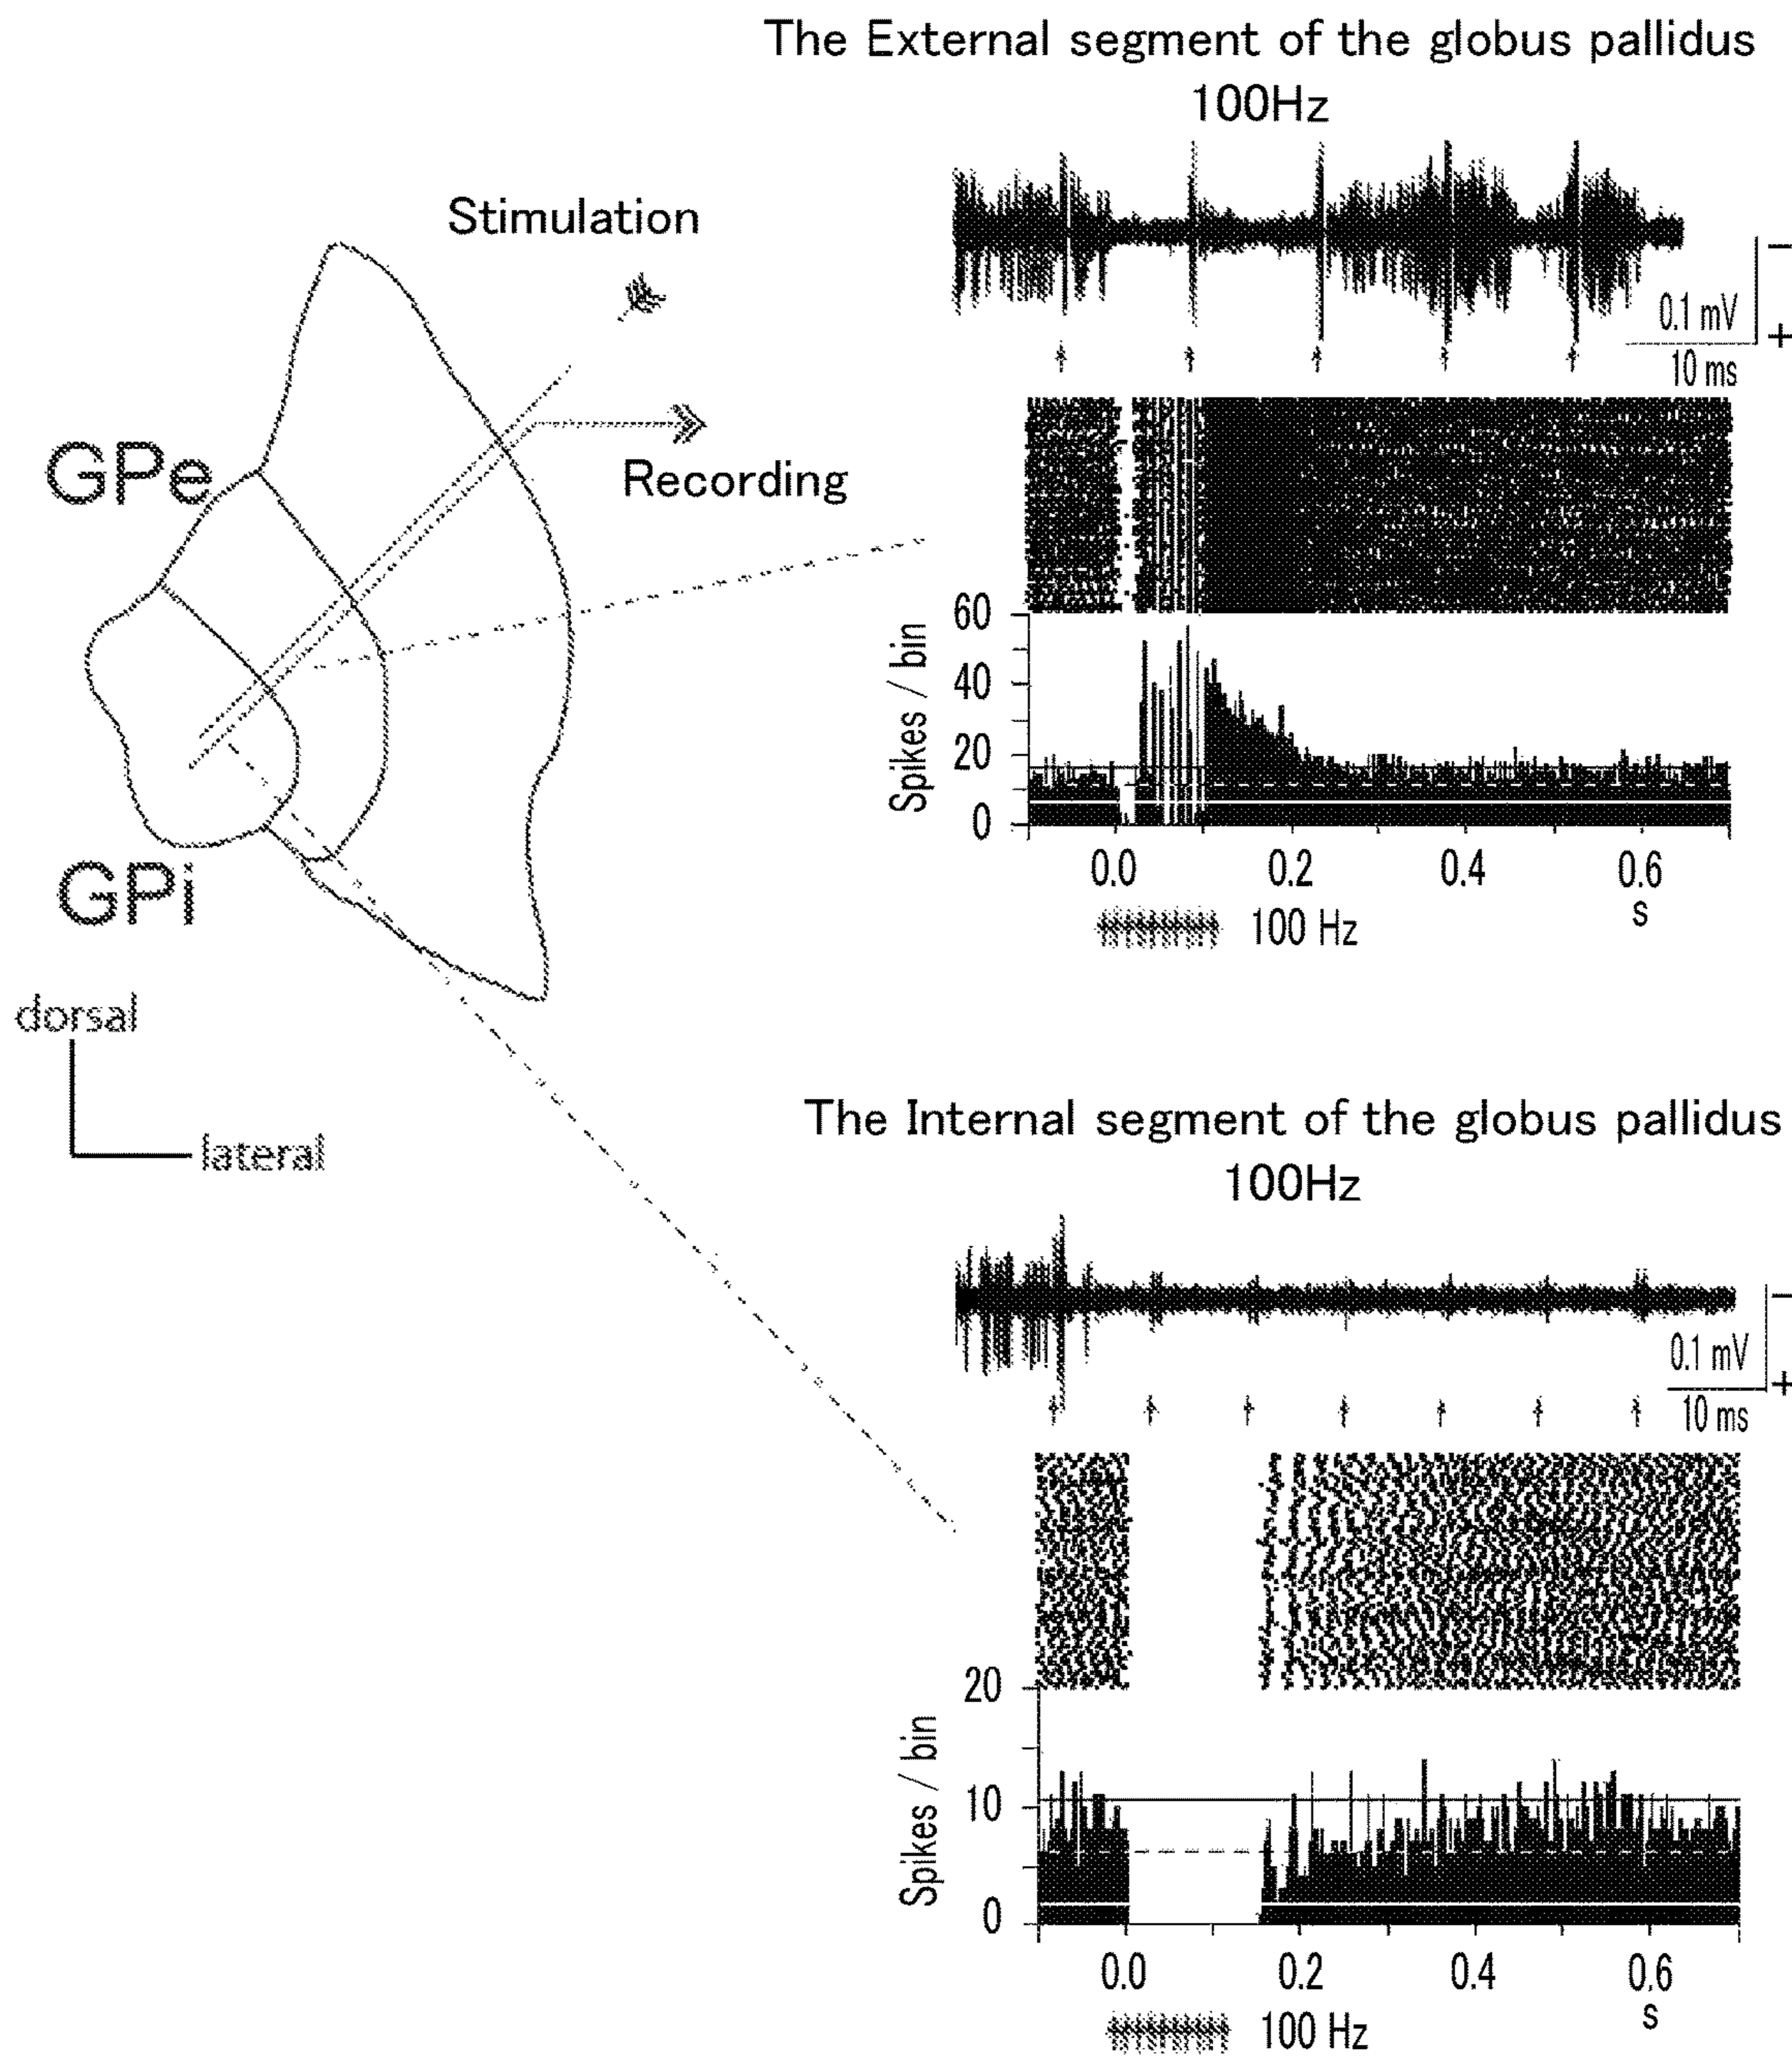 The External segment of the globus pallidus
100Hz
Stimulation
Recording
GPe
GPi
dorsal
lateral
−
0.1 mV
+
10 ms
60
40
20
0
Spikes / bin
0.0 0.2 0.4 0.6
s
100 Hz
The Internal segment of the globus pallidus
100Hz
−
0.1 mV
+
10 ms
20
10
0
Spikes / bin
0.0 0.2 0.4 0.6
s
100 Hz